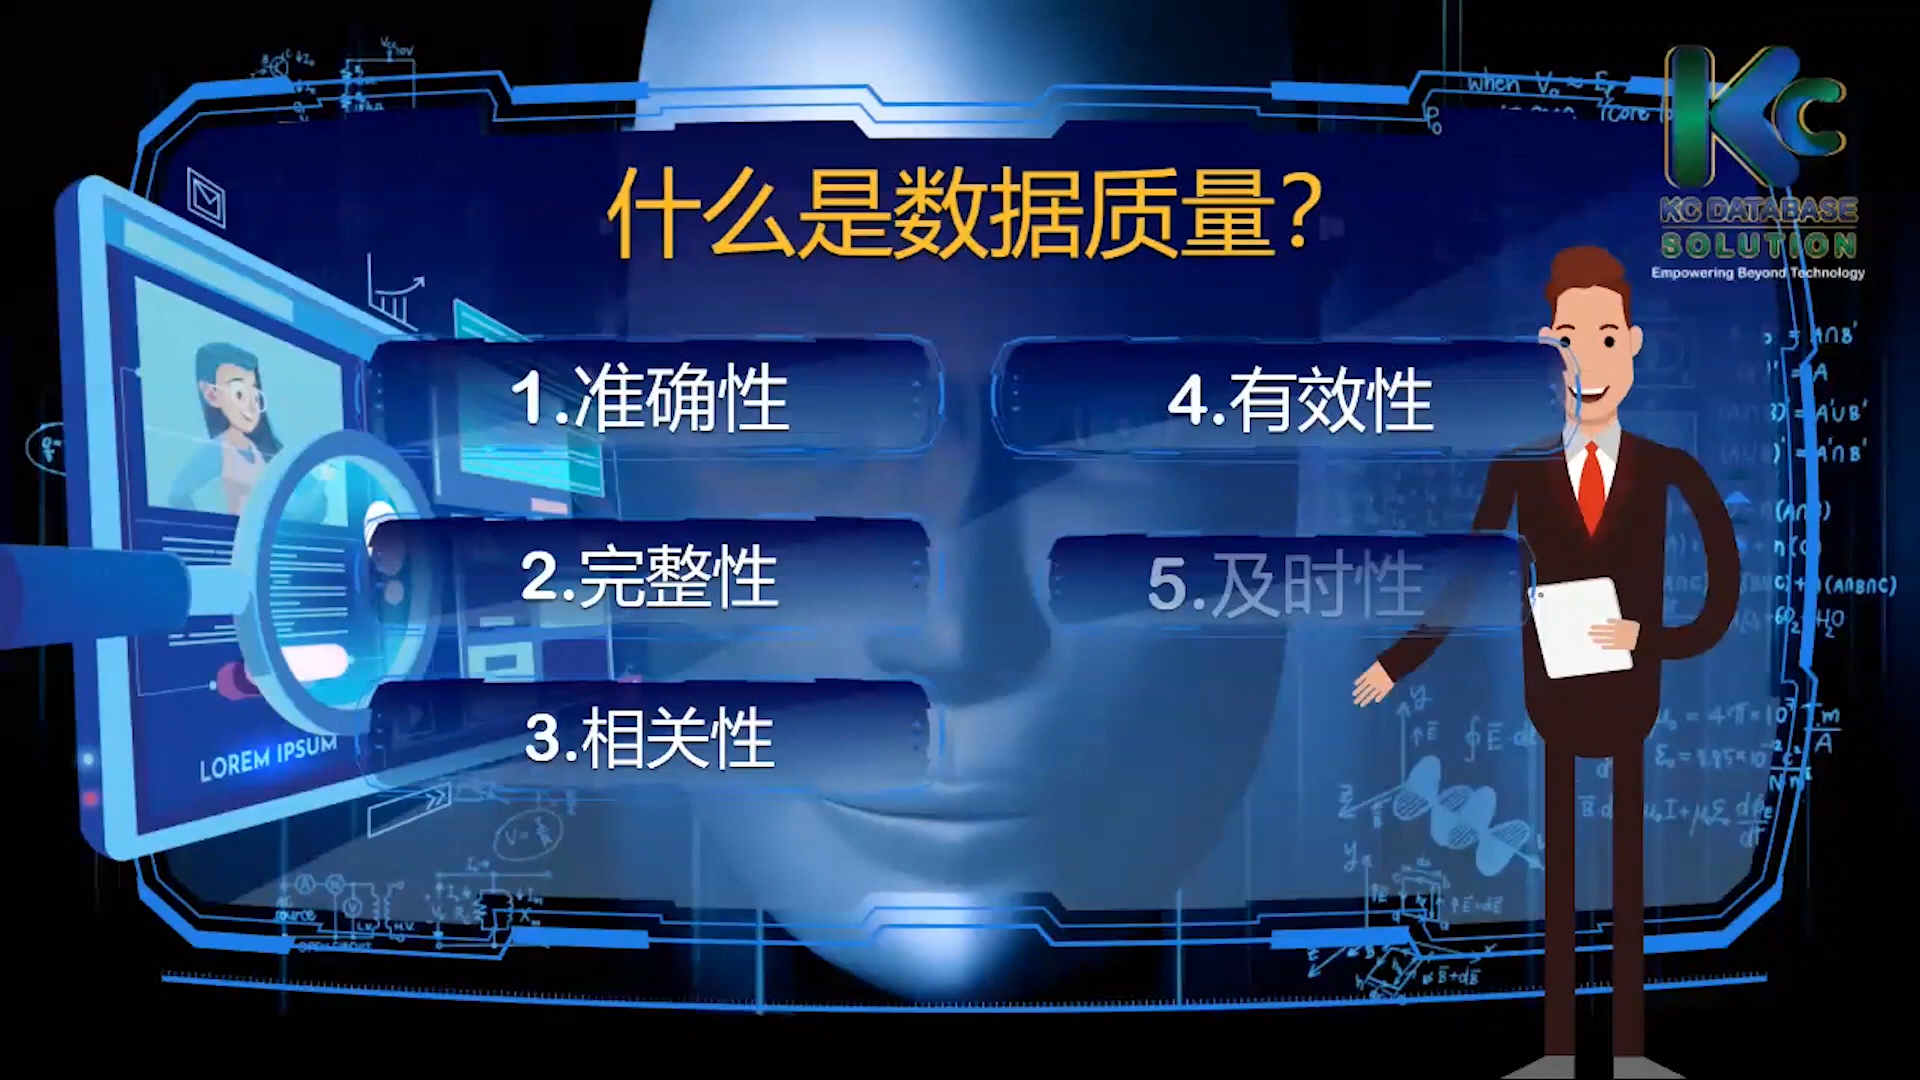 什么是数据质量?
KC
KC DATABASE
SOLUTION
Empowering Beyond Technology
1.准确性
2.完整性
3.相关性
4.有效性
5.及时性
LOREM IPSUM